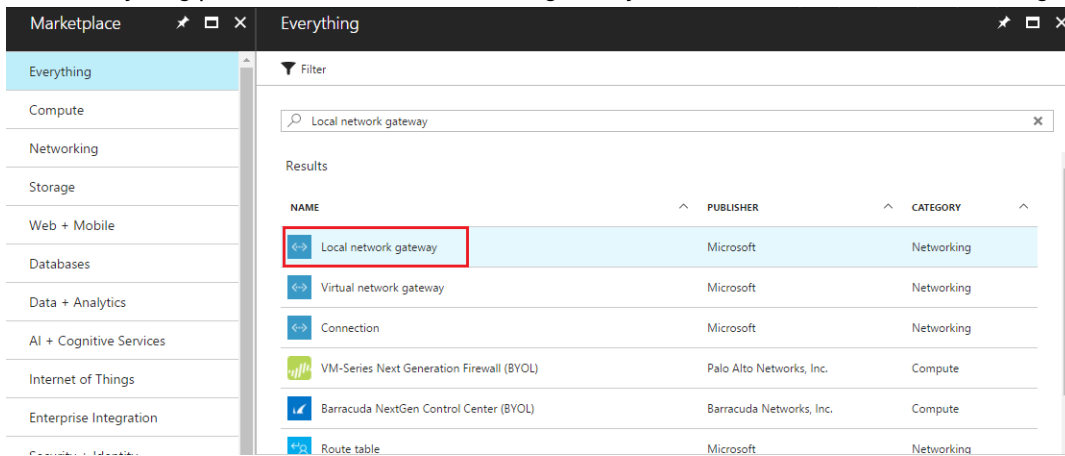 Marketplace
Everything
Everything
Compute
Networking
Storage
Web + Mobile
Databases
Data + Analytics
AI + Cognitive Services
Internet of Things
Enterprise Integration
Filter
Local network gateway
Results
NAME PUBLISHER CATEGORY
Local network gateway Microsoft Networking
Virtual network gateway Microsoft Networking
Connection Microsoft Networking
VM-Series Next Generation Firewall (BYOL) Palo Alto Networks, Inc. Compute
Barracuda NextGen Control Center (BYOL) Barracuda Networks, Inc. Compute
Route table Microsoft Networking